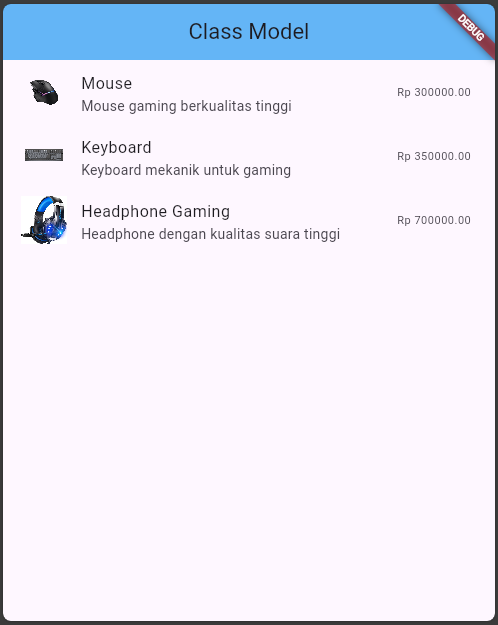 Class Model
DEBUG
Mouse
Mouse gaming berkualitas tinggi
Rp 300000.00
Keyboard
Keyboard mekanik untuk gaming
Rp 350000.00
Headphone Gaming
Headphone dengan kualitas suara tinggi
Rp 700000.00